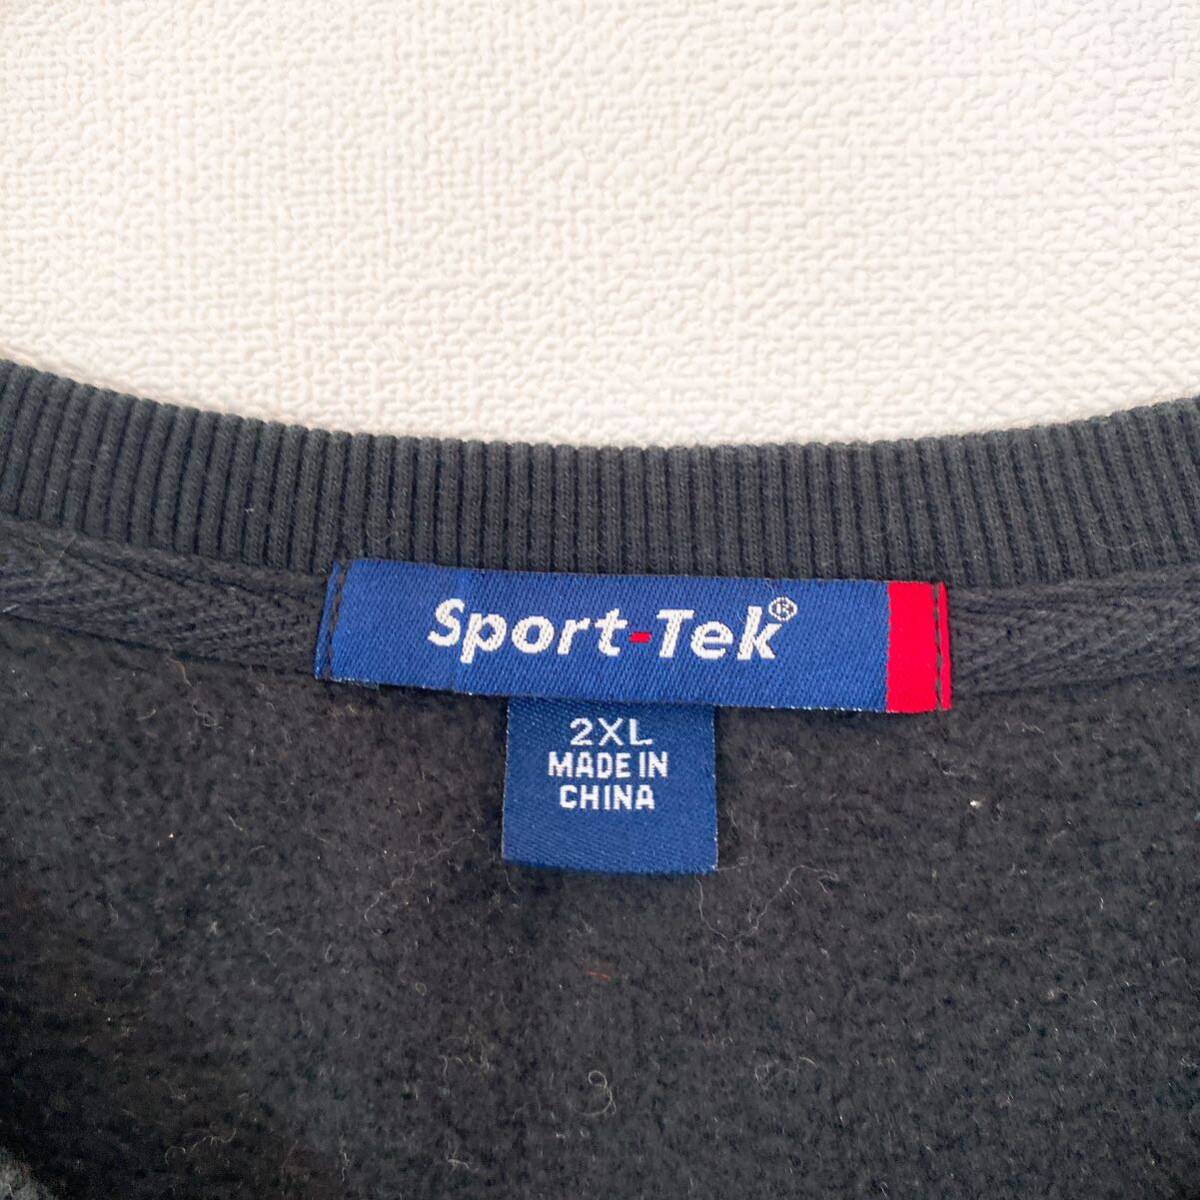 Sport-Tek®
2XL
MADE IN
CHINA